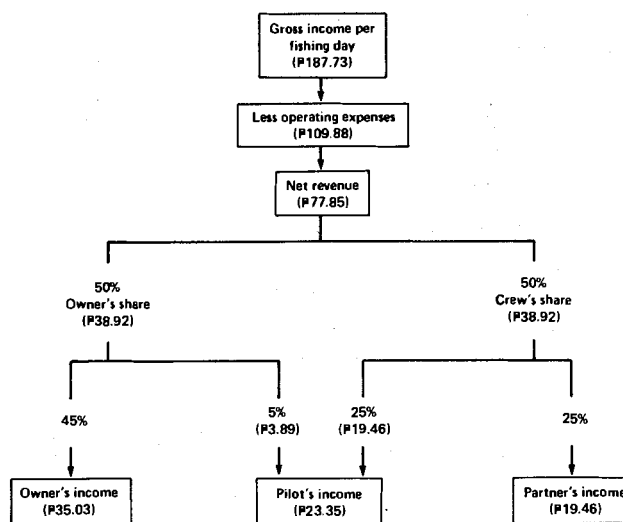 Gross income per
fishing day
(₱187.73)
Less operating expenses
(₱109.88)
Net revenue
(₱77.85)
50%
Owner's share
(₱38.92)
50%
Crew's share
(₱38.92)
45%
5%
(₱3.89)
25%
(₱19.46)
25%
Owner's income
(₱35.03)
Pilot's income
(₱23.35)
Partner's income
(₱19.46)